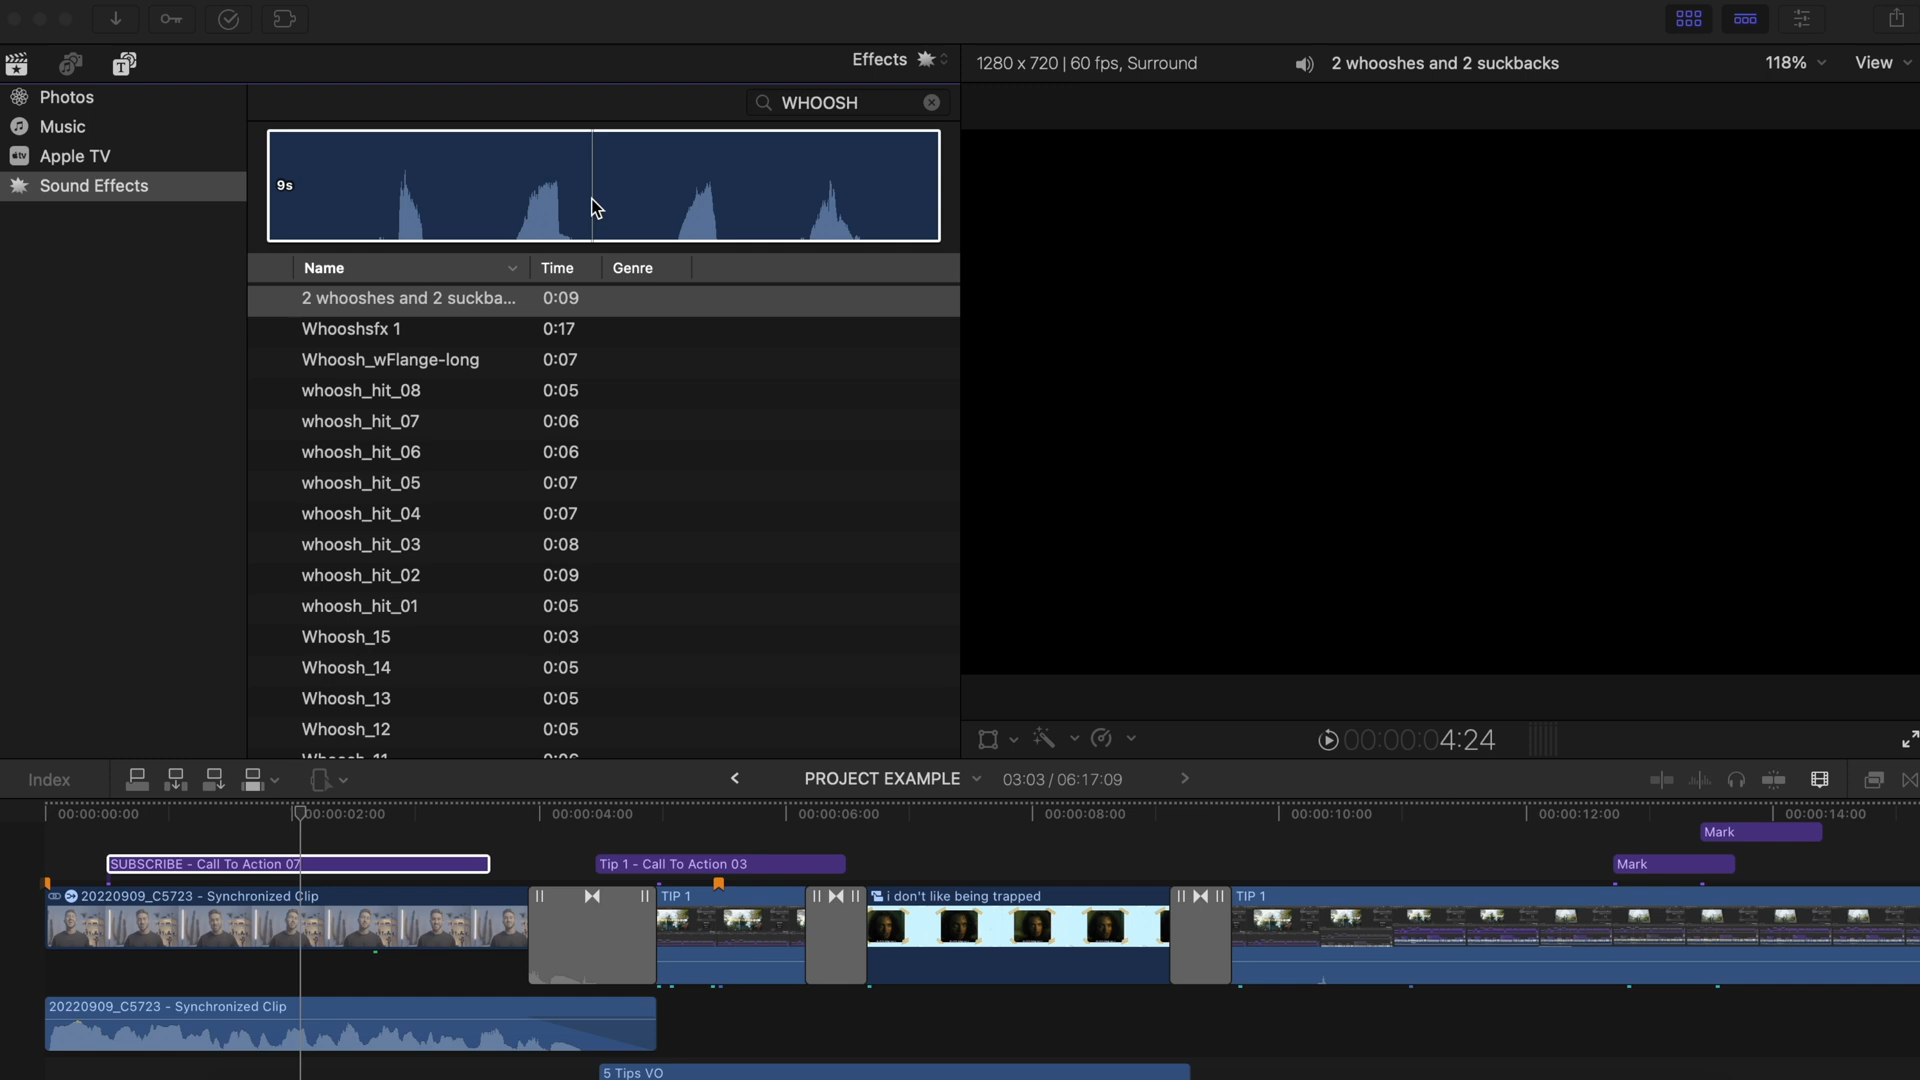 Effects
1280 x 720 | 60 fps, Surround
2 whooshes and 2 suckbacks
118%
View
Photos
Music
Apple TV
Sound Effects
WHOOSH
9s
Name
Time
Genre
2 whooshes and 2 suckba... 0:09
Whooshsfx 1 0:17
Whoosh_wFlange-long 0:07
whoosh_hit_08 0:05
whoosh_hit_07 0:06
whoosh_hit_06 0:06
whoosh_hit_05 0:07
whoosh_hit_04 0:07
whoosh_hit_03 0:08
whoosh_hit_02 0:09
whoosh_hit_01 0:05
Whoosh_15 0:03
Whoosh_14 0:05
Whoosh_13 0:05
Whoosh_12 0:05
00:00:04:24
Index
PROJECT EXAMPLE
03:03 / 06:17:09
00:00:00:00
00:00:02:00
00:00:04:00
00:00:06:00
00:00:08:00
00:00:10:00
00:00:12:00
00:00:14:00
Mark
SUBSCRIBE - Call To Action 07
Tip 1 - Call To Action 03
Mark
20220909_C5723 - Synchronized Clip
TIP 1
i don't like being trapped
TIP 1
20220909_C5723 - Synchronized Clip
5 Tips VO